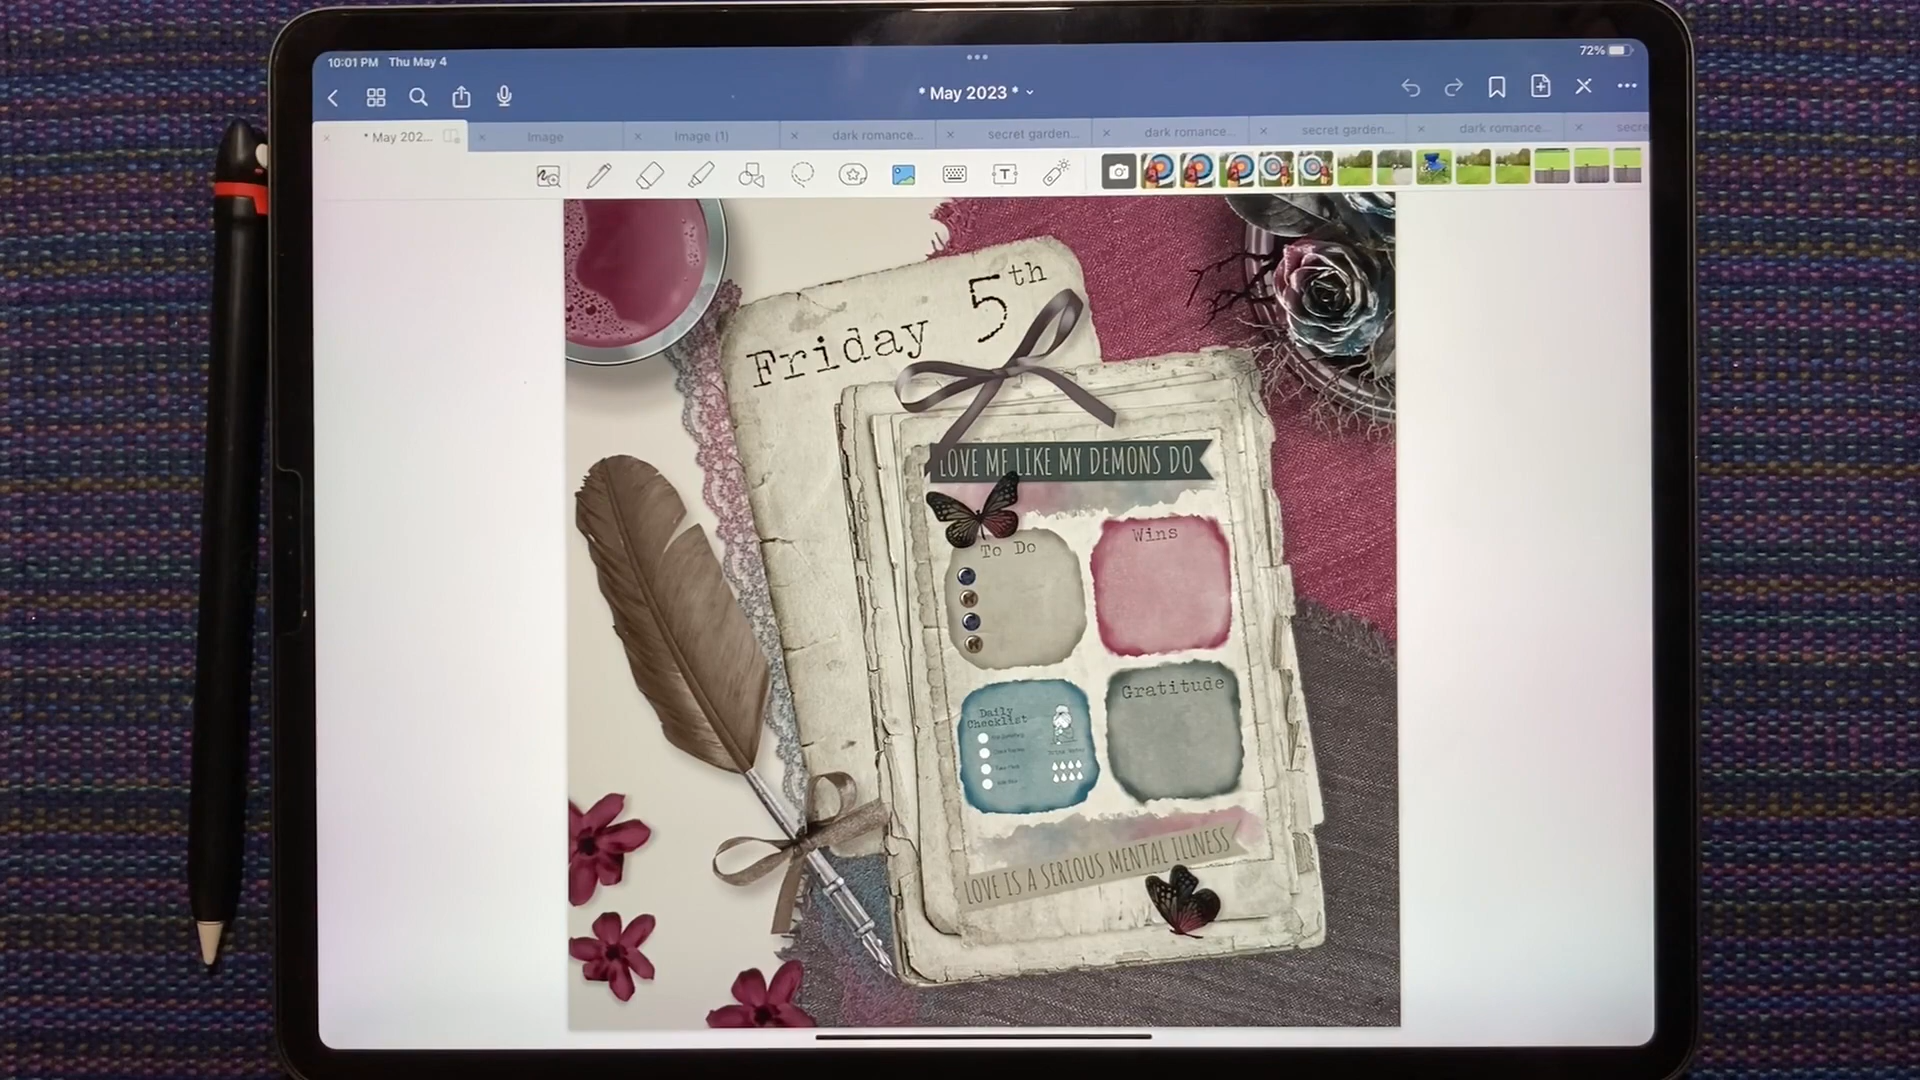 10:01 PM Thu May 4
72%
* May 2023 *
* May 202...
Image
Image (1)
dark romance...
secret garden...
dark romance...
secret garden...
dark romance...
secre
T
Friday 5th
LOVE ME LIKE MY DEMONS DO
To Do
Wins
Daily
Checklist
Gratitude
LOVE IS A SERIOUS MENTAL ILLNESS